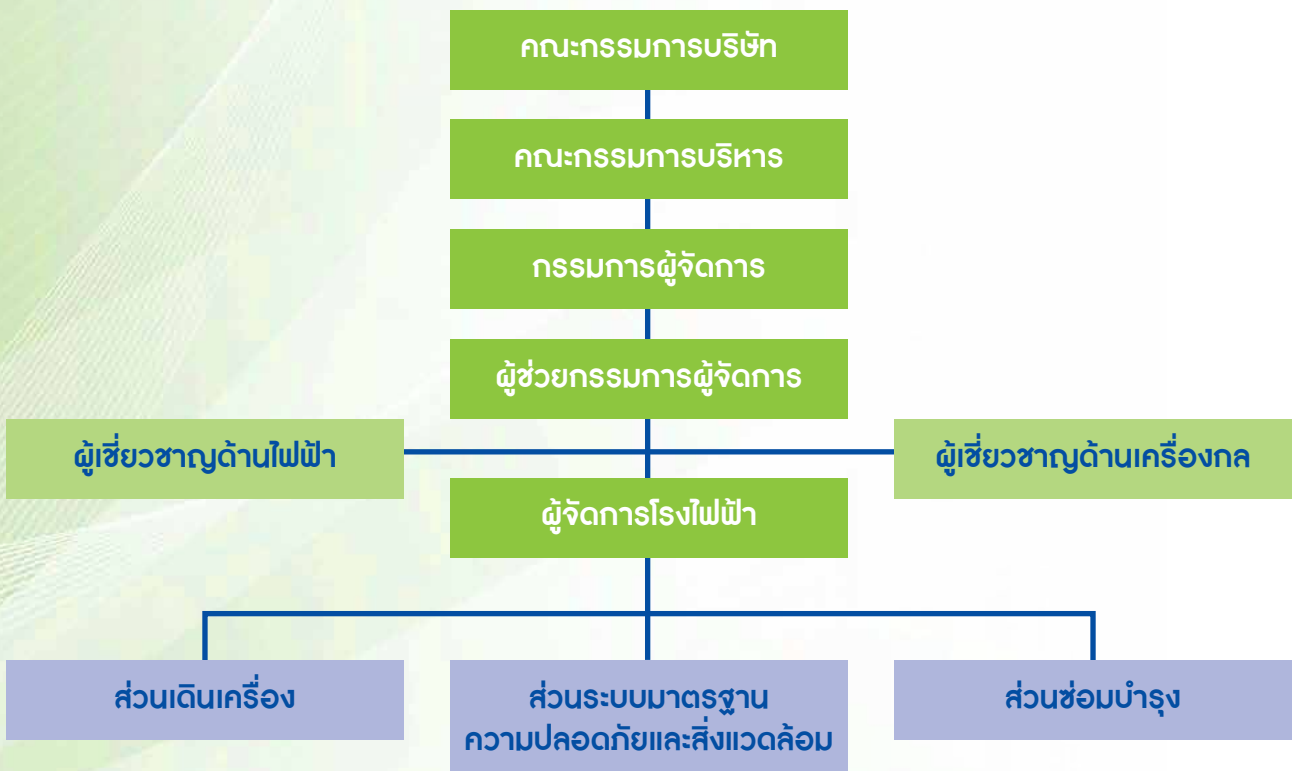 คณะกรรมการบริษัท
คณะกรรมการบริหาร
กรรมการผู้จัดการ
ผู้ช่วยกรรมการผู้จัดการ
ผู้เชี่ยวชาญด้านไฟฟ้า
ผู้เชี่ยวชาญด้านเครื่องกล
ผู้จัดการโรงไฟฟ้า
ส่วนเดินเครื่อง
ส่วนระบบมาตรฐาน
ความปลอดภัยและสิ่งแวดล้อม
ส่วนซ่อมบำรุง